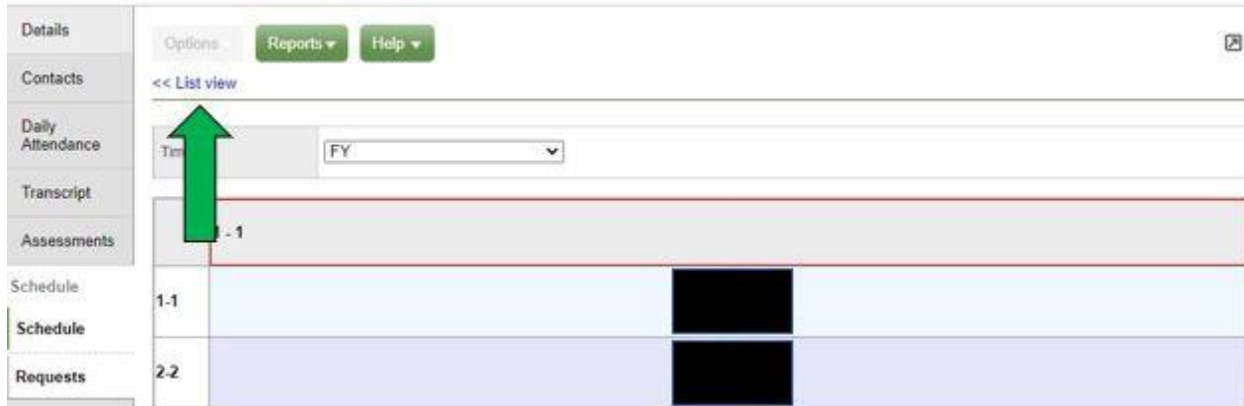 Details
Contacts
Daily
Attendance
Transcript
Assessments
Schedule
Schedule
Requests
Options
Reports
Help
<< List view
FY
- 1
1-1
2-2